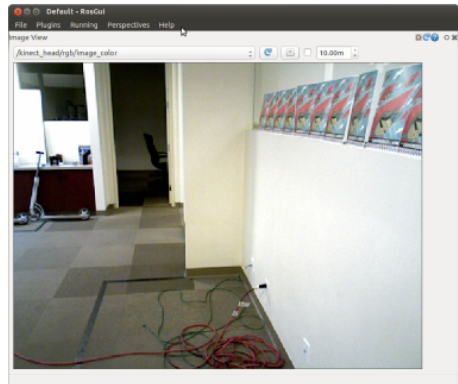 Default - RosGui
File Plugins Running Perspectives Help
Image View
/kinect_head/rgb/image_color
10.00m